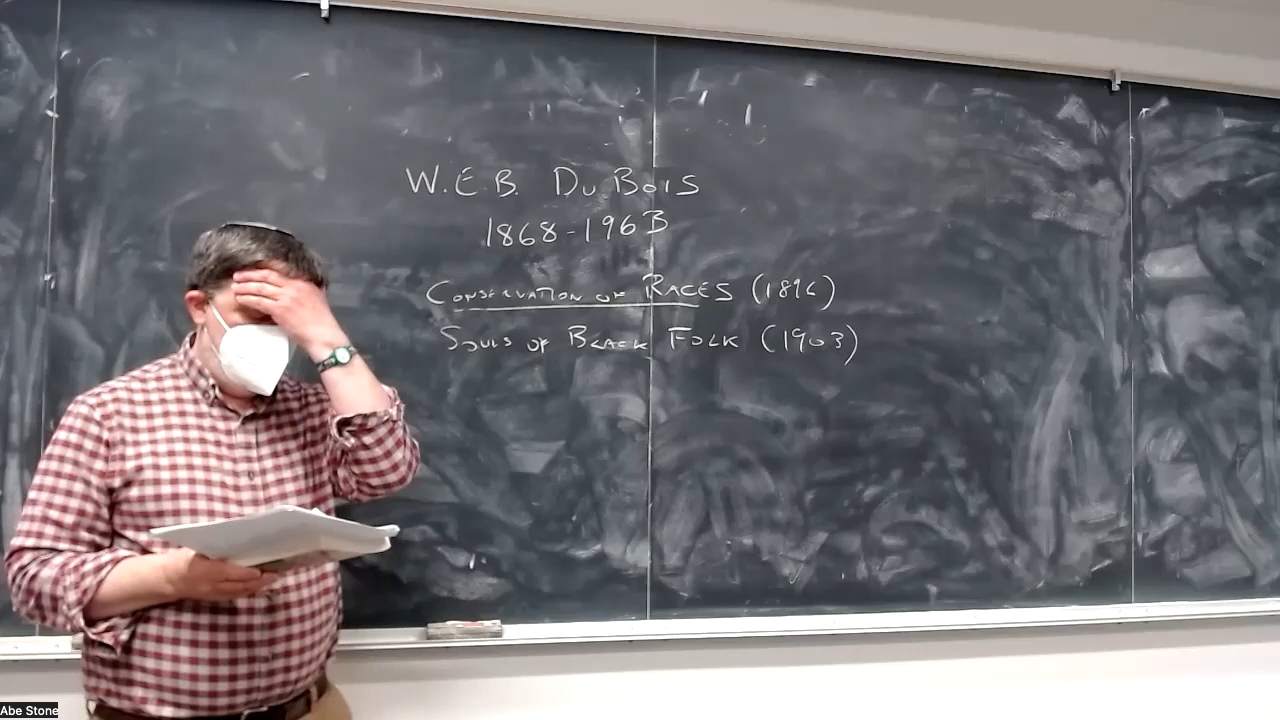 W.E.B. Du Bois
1868-1963
Conservation of Races (1896)
Souls of Black Folk (1903)
Abe Stone